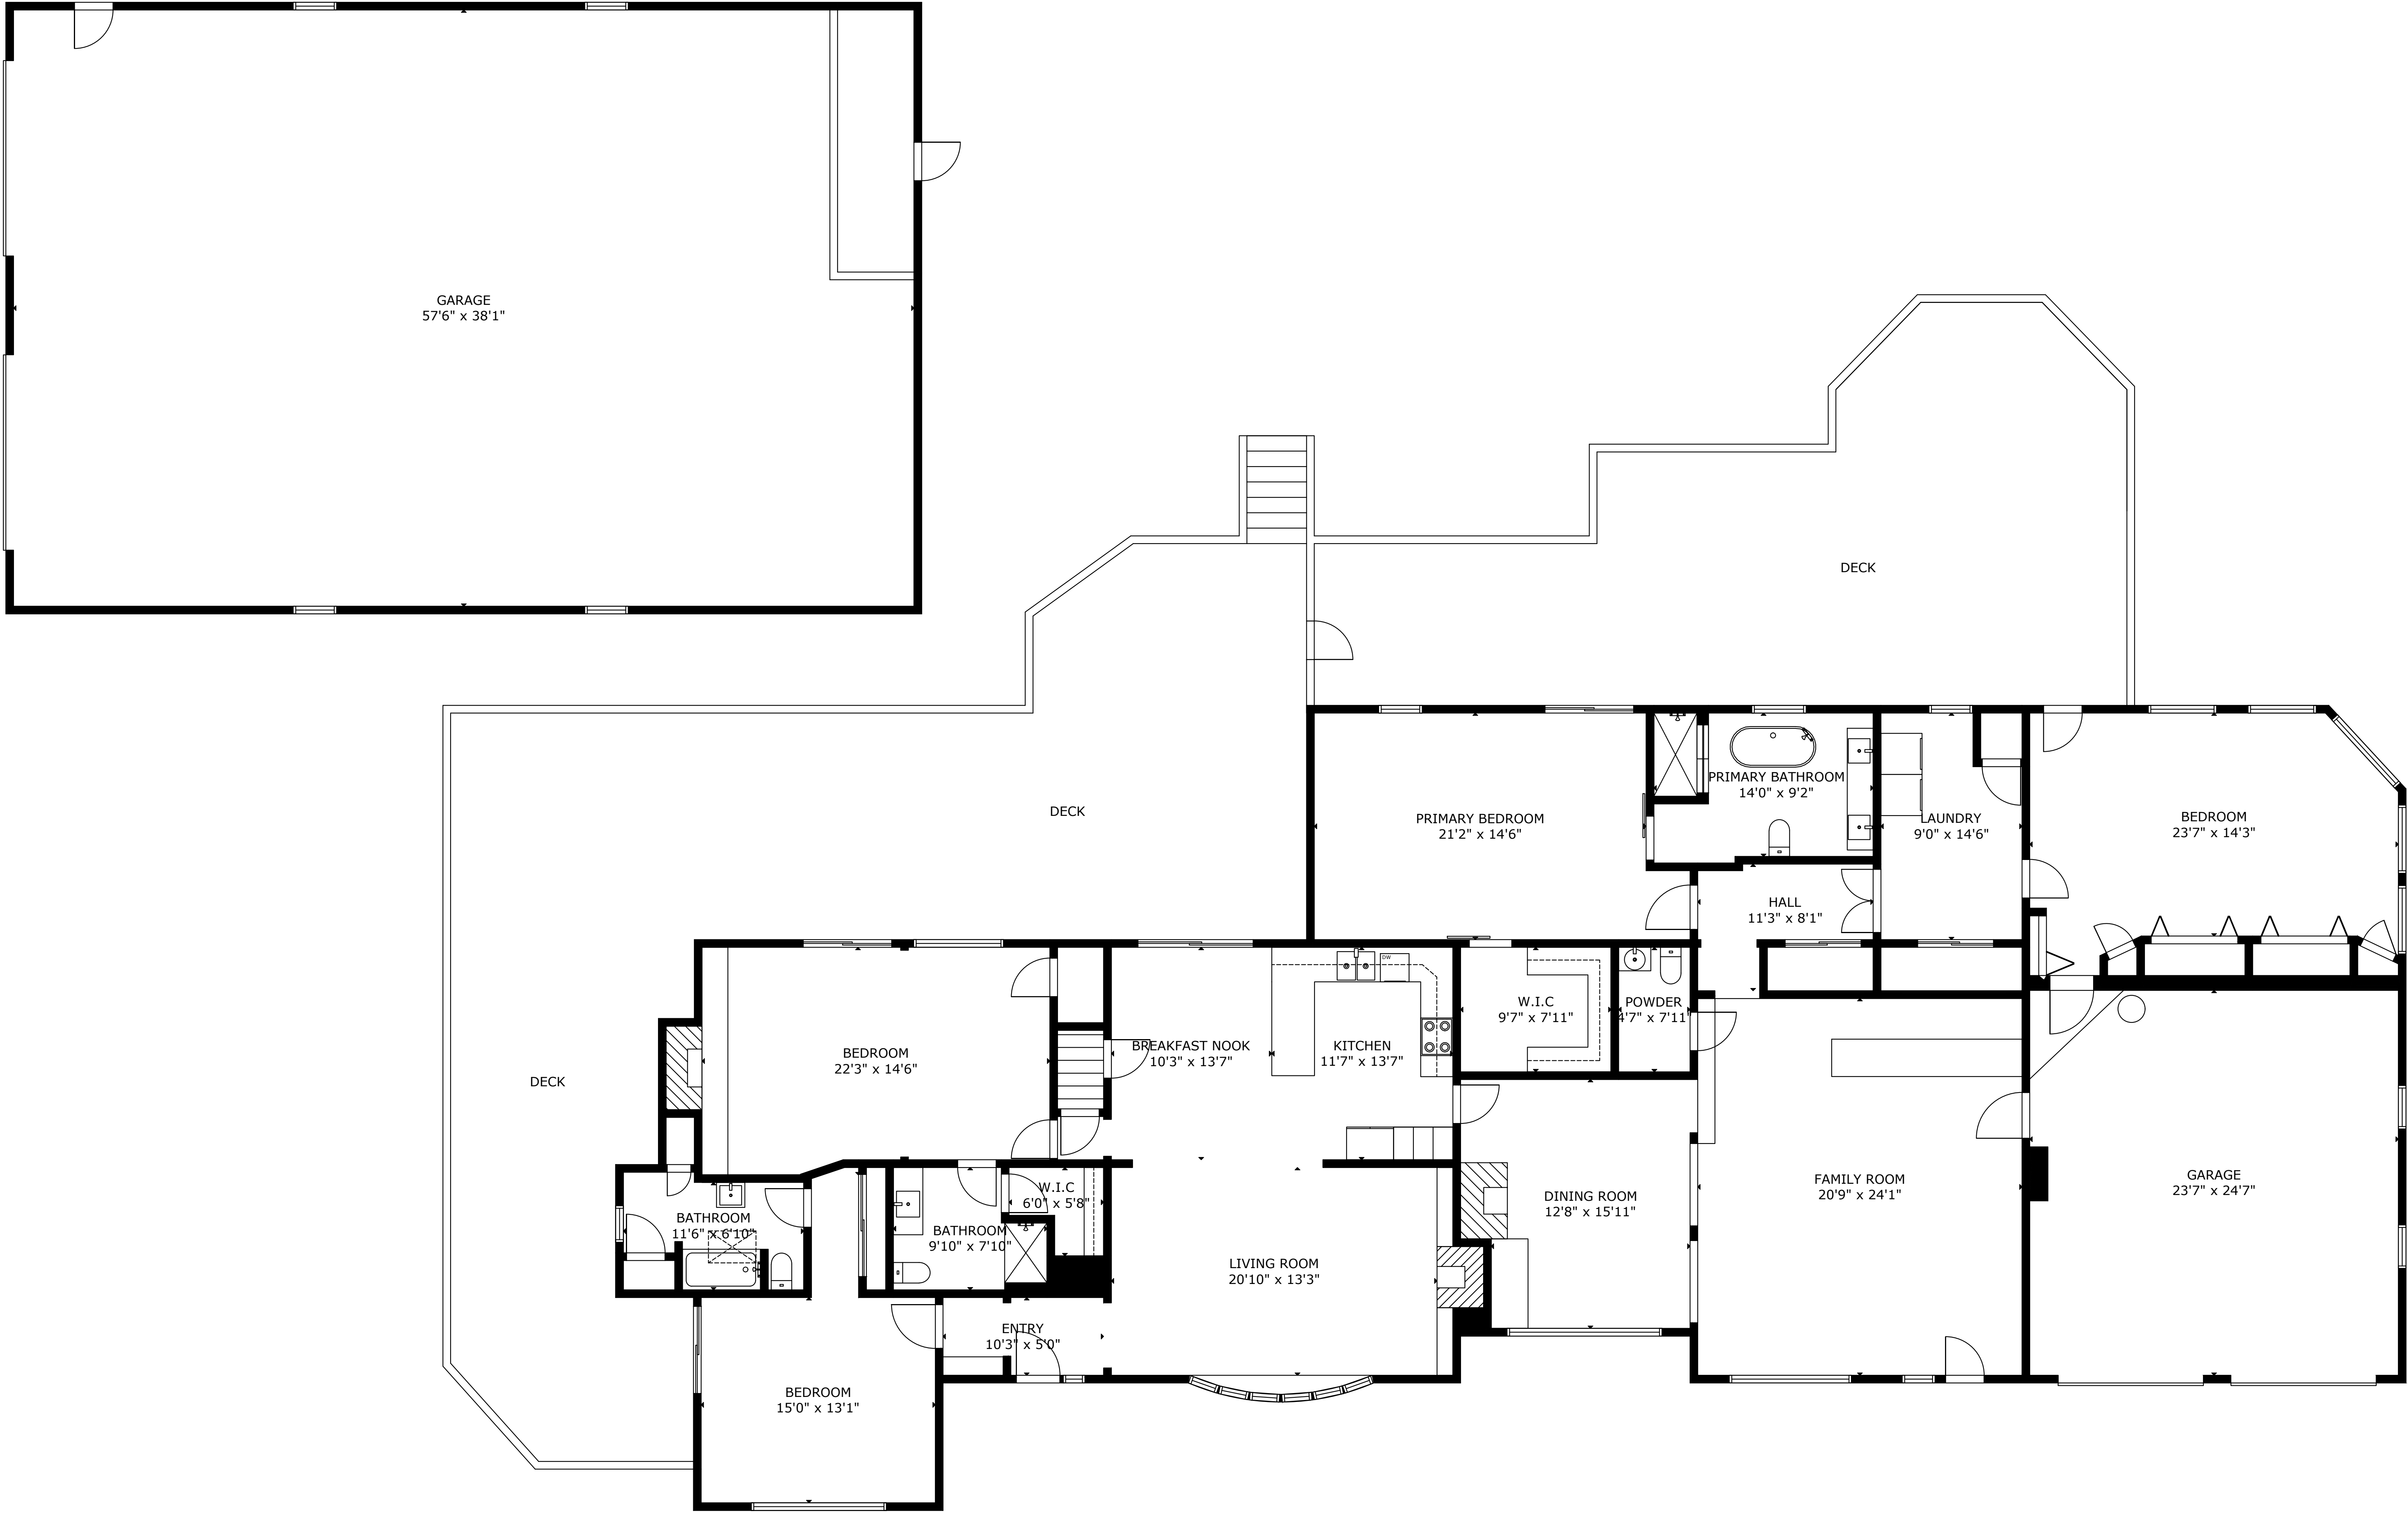 GARAGE
57'6" x 38'1"
DECK
DECK
PRIMARY BATHROOM
14'0" x 9'2"
PRIMARY BEDROOM
21'2" x 14'6"
LAUNDRY
9'0" x 14'6"
BEDROOM
23'7" x 14'3"
HALL
11'3" x 8'1"
DW
W.I.C
9'7" x 7'11"
POWDER
4'7" x 7'11"
BREAKFAST NOOK
10'3" x 13'7"
KITCHEN
11'7" x 13'7"
BEDROOM
22'3" x 14'6"
DECK
FAMILY ROOM
20'9" x 24'1"
GARAGE
23'7" x 24'7"
W.I.C
6'0" x 5'8"
DINING ROOM
12'8" x 15'11"
BATHROOM
11'6" x 6'10"
BATHROOM
9'10" x 7'10"
LIVING ROOM
20'10" x 13'3"
ENTRY
10'3" x 5'0"
BEDROOM
15'0" x 13'1"